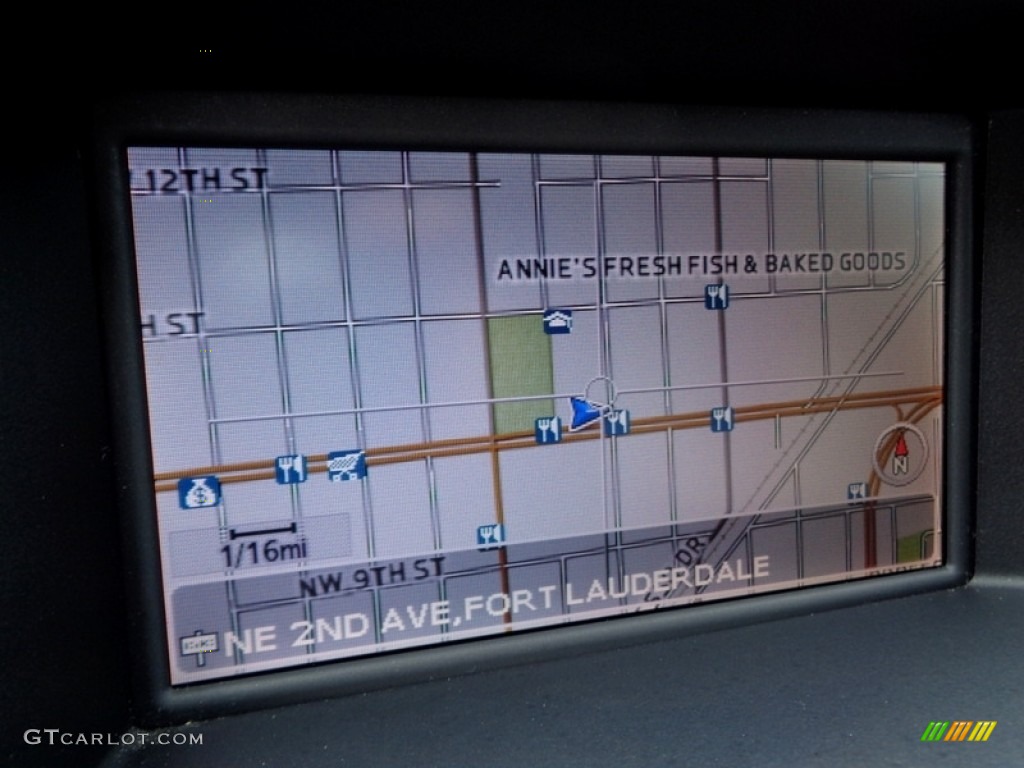 12TH ST
ANNIE'S FRESH FISH & BAKED GOODS
H ST
N
1/16mi
NW 9TH ST
DR
NE 2ND AVE,FORT LAUDERDALE
GTCARLOT.COM